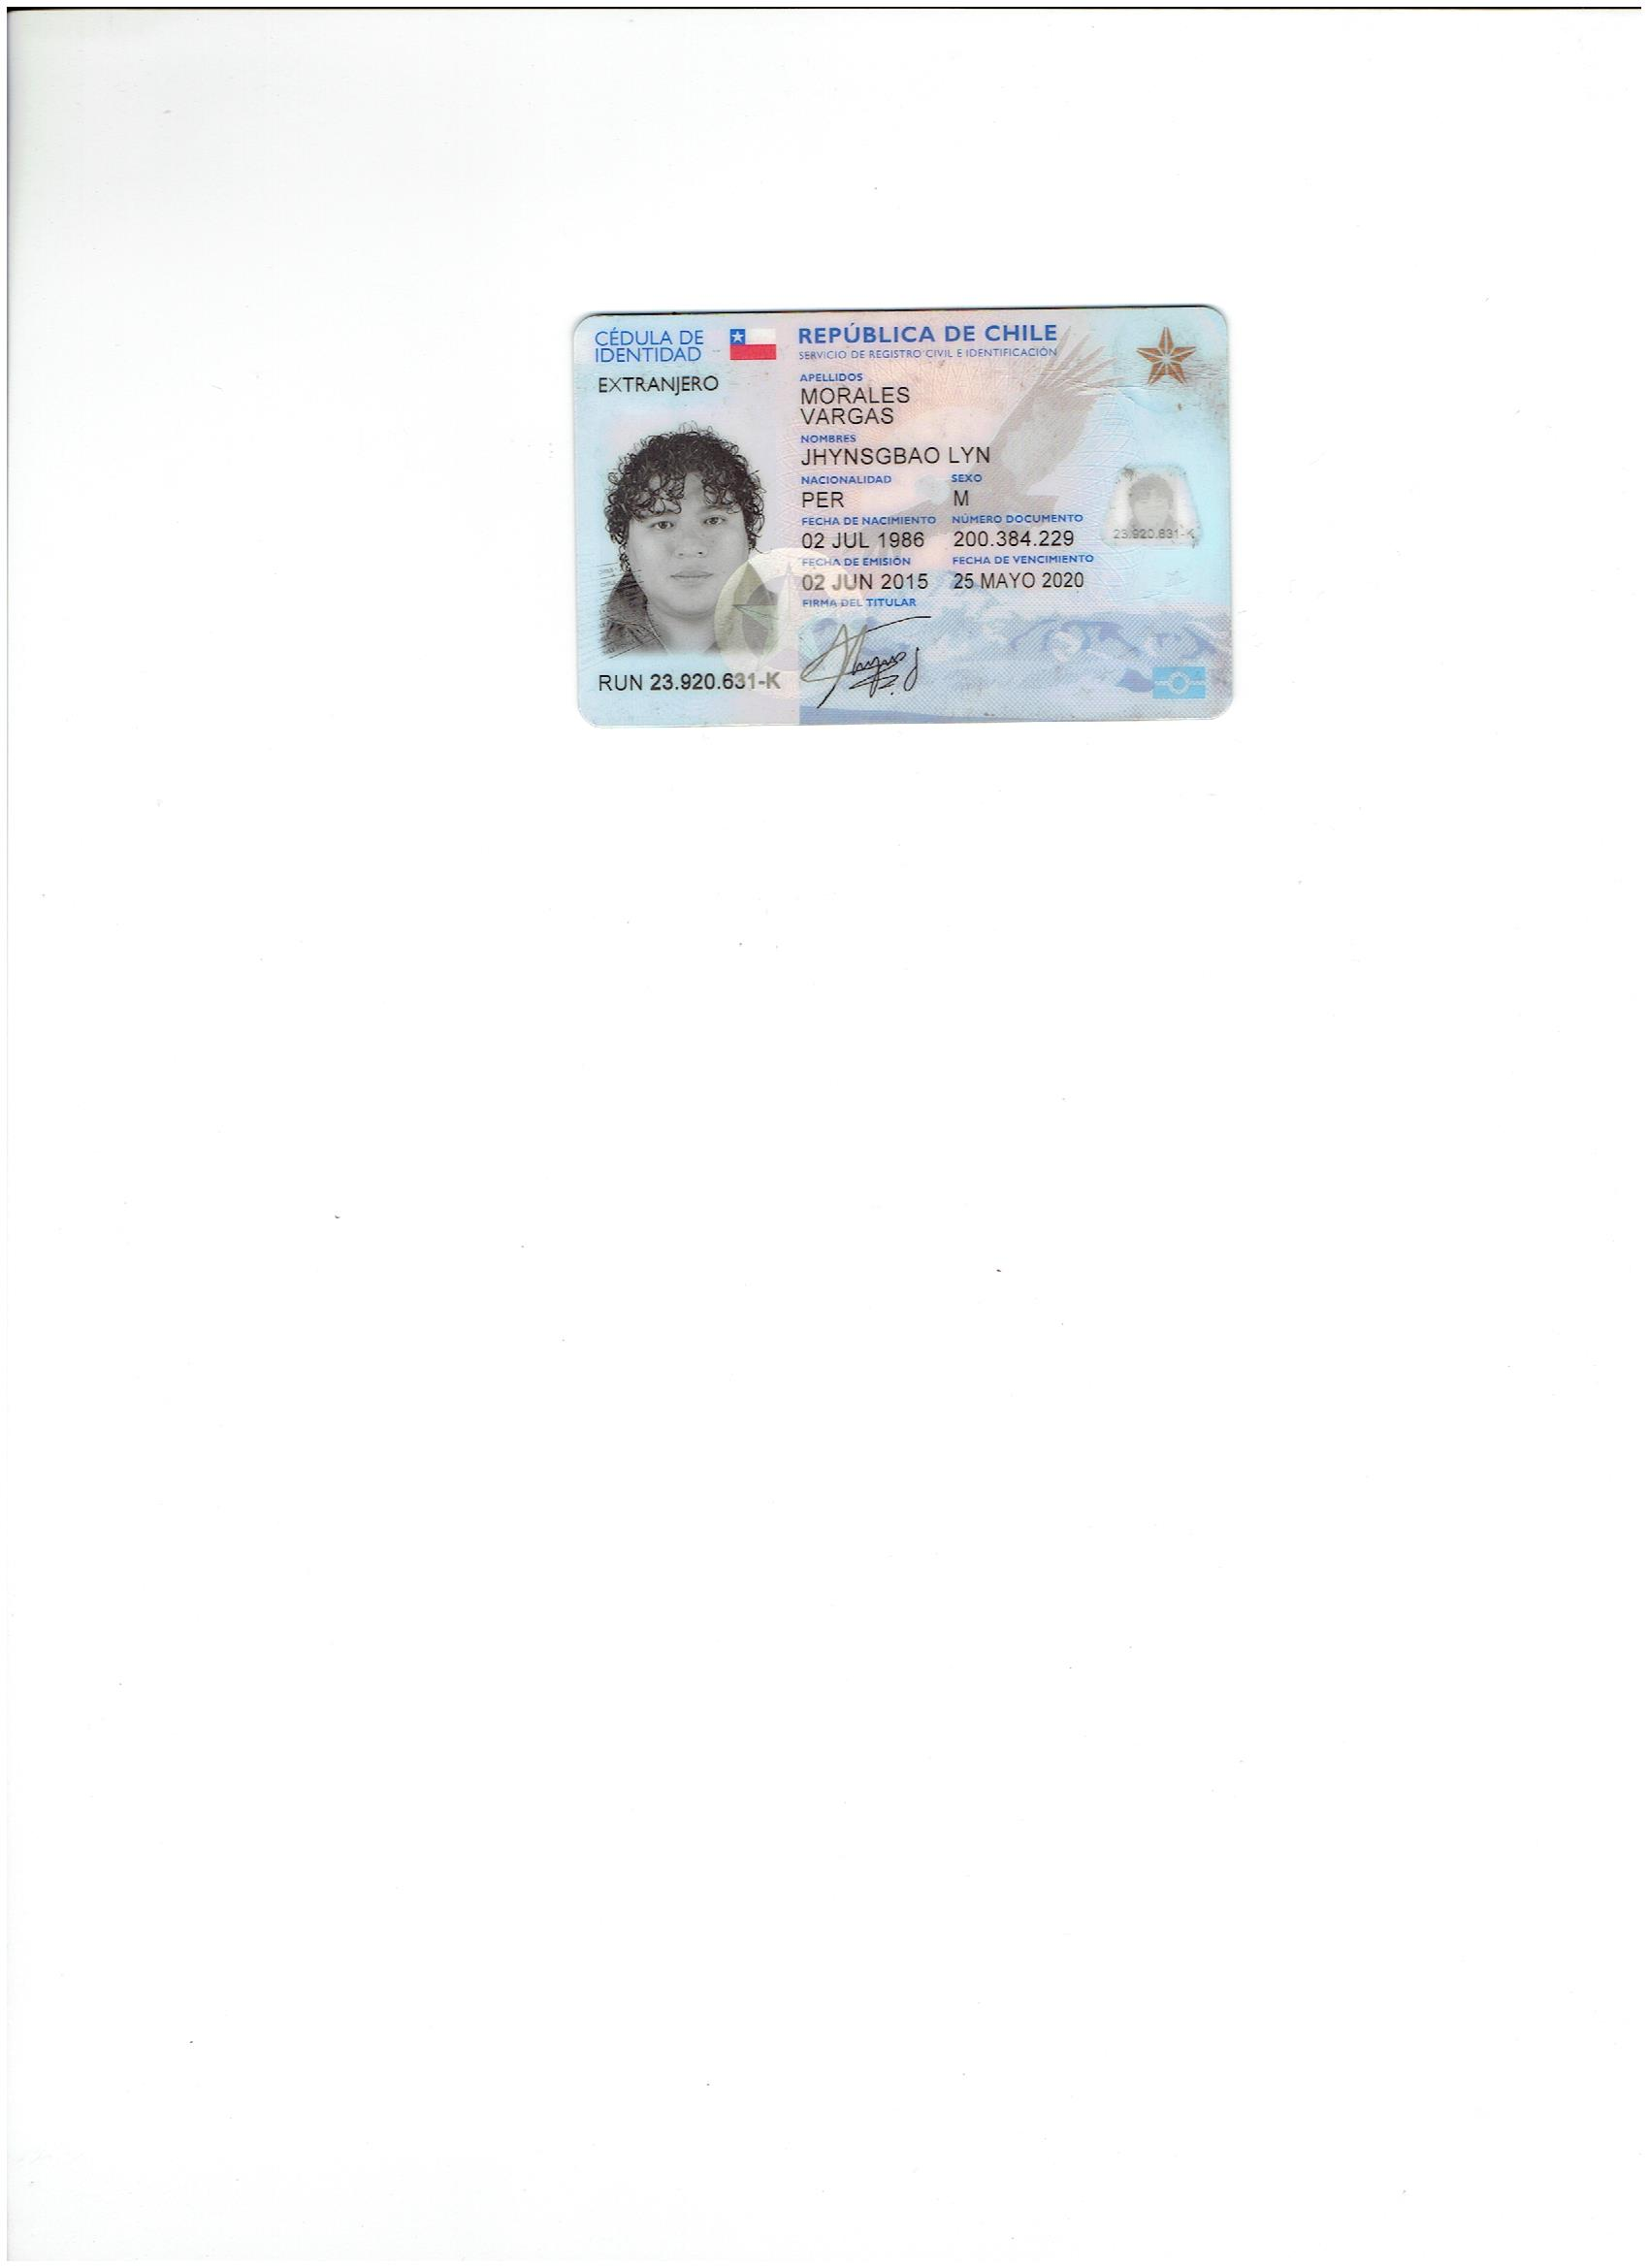 CÉDULA DE
IDENTIDAD
EXTRANJERO
REPÚBLICA DE CHILE
SERVICIO DE REGISTRO CIVIL E IDENTIFICACIÓN
APELLIDOS
MORALES
VARGAS
NOMBRES
JHYNSGBAO LYN
NACIONALIDAD SEXO
PER M
FECHA DE NACIMIENTO NÚMERO DOCUMENTO
02 JUL 1986 200.384.229
FECHA DE EMISIÓN FECHA DE VENCIMIENTO
02 JUN 2015 25 MAYO 2020
FIRMA DEL TITULAR
RUN 23.920.631-K
23.920.631-K